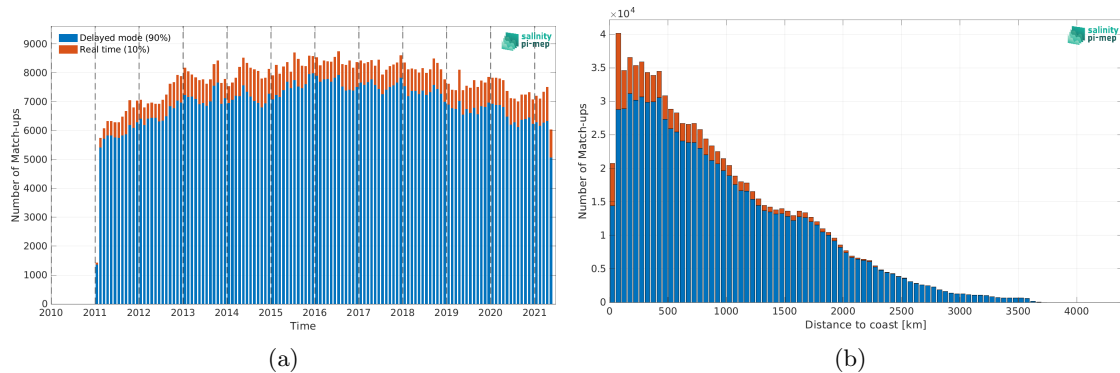 Delayed mode (90%)
Real time (10%)
salinity
pi-mep
Number of Match-ups
9000
8000
7000
6000
5000
4000
3000
2000
1000
0
2010 2011 2012 2013 2014 2015 2016 2017 2018 2019 2020 2021
Time
(a)
×10⁴
salinity
pi-mep
Number of Match-ups
4
3.5
3
2.5
2
1.5
1
0.5
0
0 500 1000 1500 2000 2500 3000 3500 4000
Distance to coast [km]
(b)